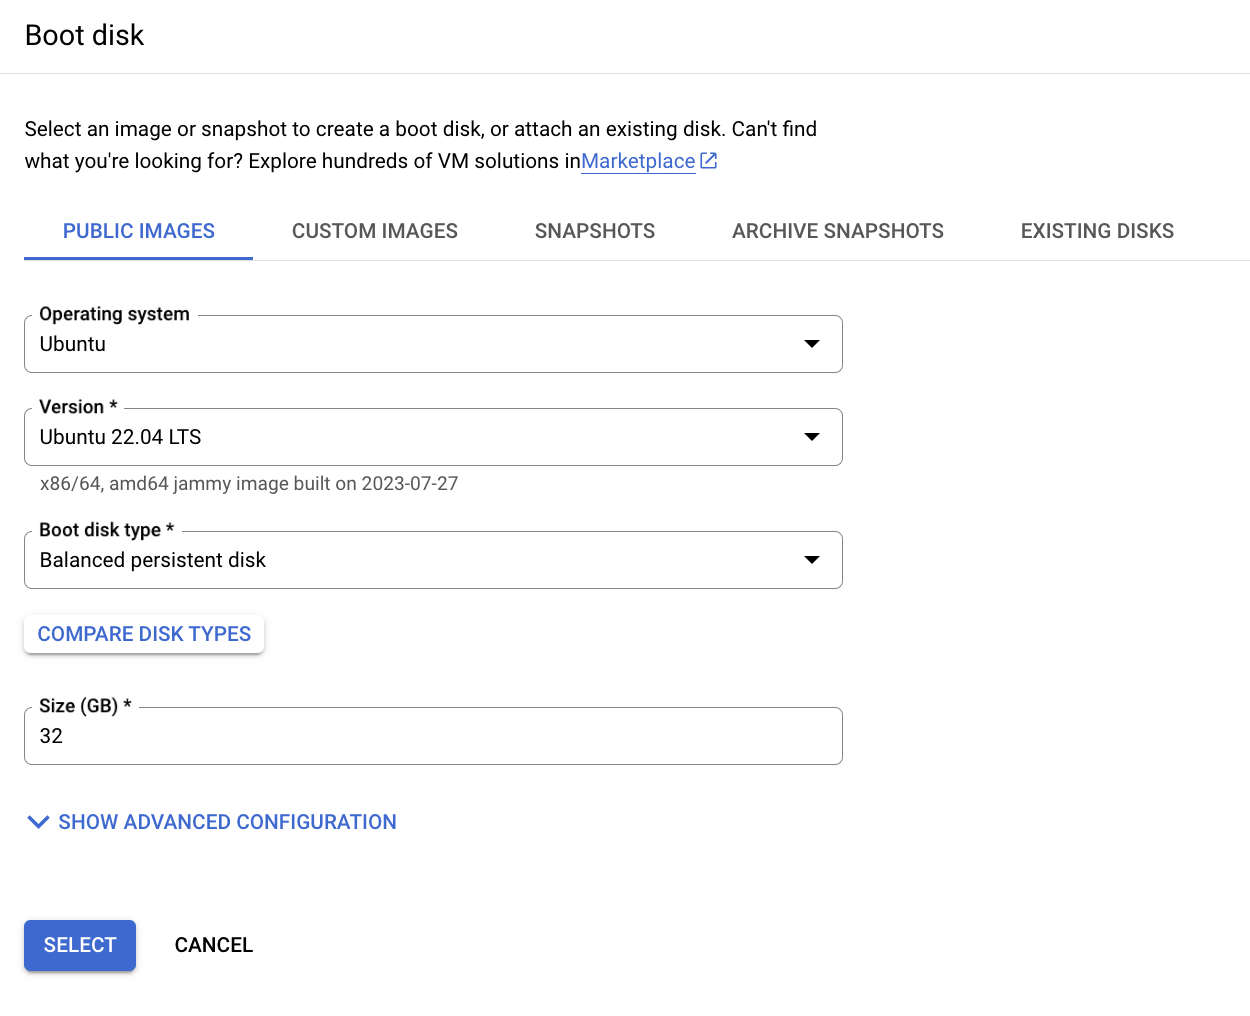 Boot disk
Select an image or snapshot to create a boot disk, or attach an existing disk. Can't find
what you're looking for? Explore hundreds of VM solutions inMarketplace
PUBLIC IMAGES CUSTOM IMAGES SNAPSHOTS ARCHIVE SNAPSHOTS EXISTING DISKS
Operating system
Ubuntu
Version *
Ubuntu 22.04 LTS
x86/64, amd64 jammy image built on 2023-07-27
Boot disk type *
Balanced persistent disk
COMPARE DISK TYPES
Size (GB) *
32
SHOW ADVANCED CONFIGURATION
SELECT CANCEL